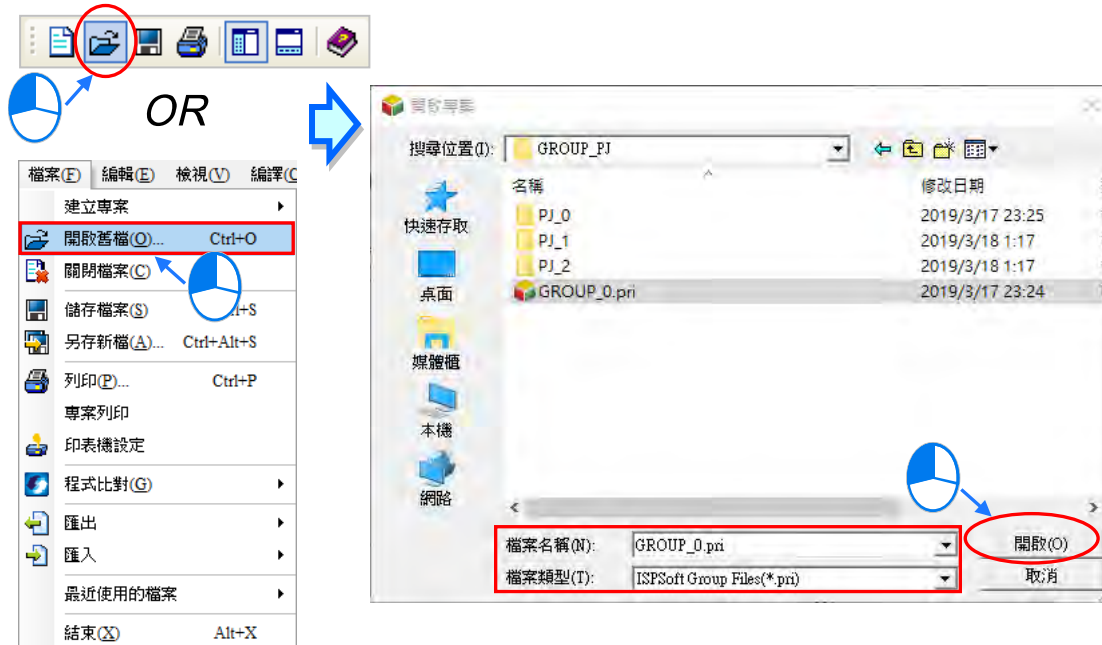 OR
檔案(F) 編輯(E) 檢視(V) 編譯(C
建立專案
開啟舊檔(O)... Ctrl+O
關閉檔案(C)
儲存檔案(S) +S
另存新檔(A)... Ctrl+Alt+S
列印(P)... Ctrl+P
專案列印
印表機設定
程式比對(G)
匯出
匯入
最近使用的檔案
結束(X) Alt+X
開啟專案
搜尋位置(I): GROUP_PJ
名稱 修改日期
PJ_0 2019/3/17 23:25
PJ_1 2019/3/18 1:17
PJ_2 2019/3/18 1:17
GROUP_0.pri 2019/3/17 23:24
快速存取
桌面
媒體櫃
本機
網路
檔案名稱(N): GROUP_0.pri 開啟(O)
檔案類型(T): ISPSoft Group Files(*.pri) 取消